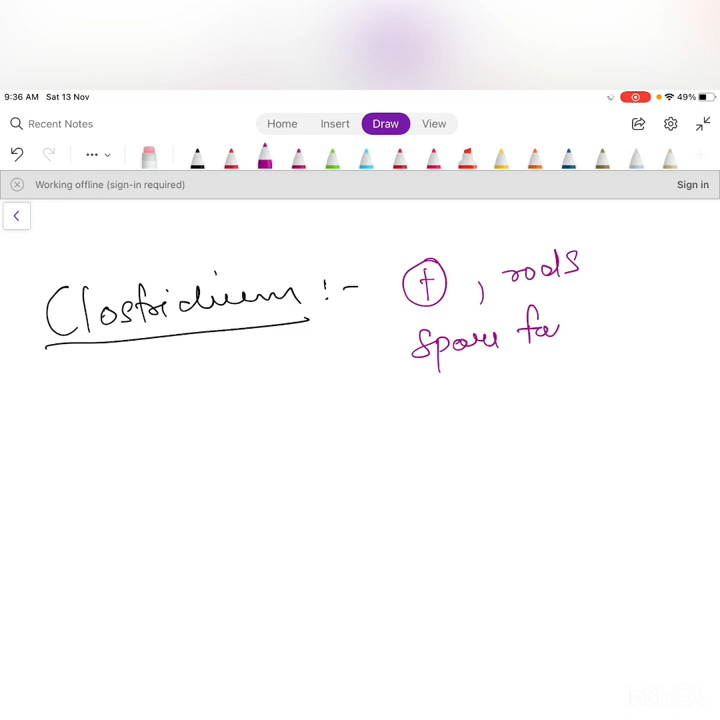 9:36 AM Sat 13 Nov 49%
Recent Notes Home Insert Draw View
Working offline (sign-in required) Sign in
Clostridium :- + , rods
Spore fo
InShOt